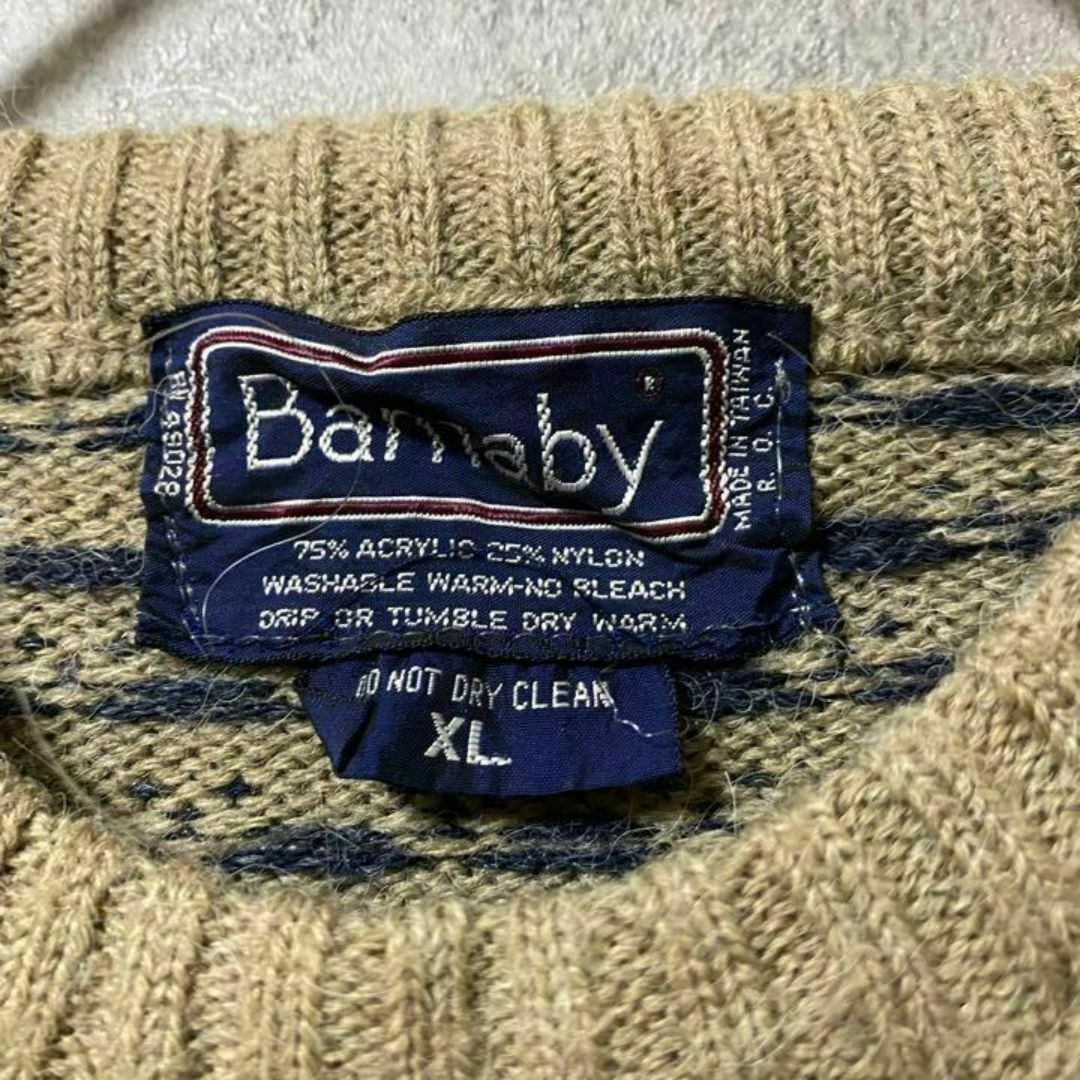 Barnaby ®
75% ACRYLIC 25% NYLON
WASHABLE WARM-NO BLEACH
DRIP OR TUMBLE DRY WARM
RN
MADE IN TAIWAN
R. O. C.
DO NOT DRY CLEAN
XL